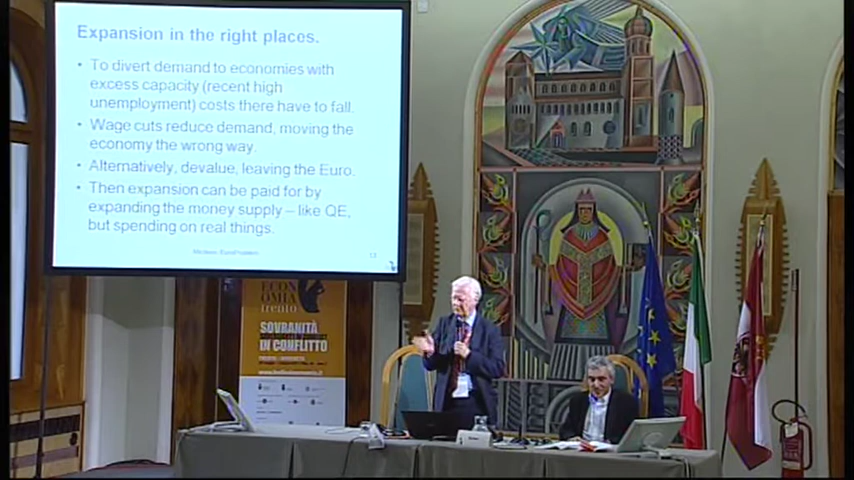 Expansion in the right places.
• To divert demand to economies with
excess capacity (recent high
unemployment) costs there have to fall.
• Wage cuts reduce demand, moving the
economy the wrong way.
• Alternatively, devalue, leaving the Euro.
• Then expansion can be paid for by
expanding the money supply – like QE,
but spending on real things.
13
ECON
OMIA
trento
SOVRANITÀ
IN CONFLITTO